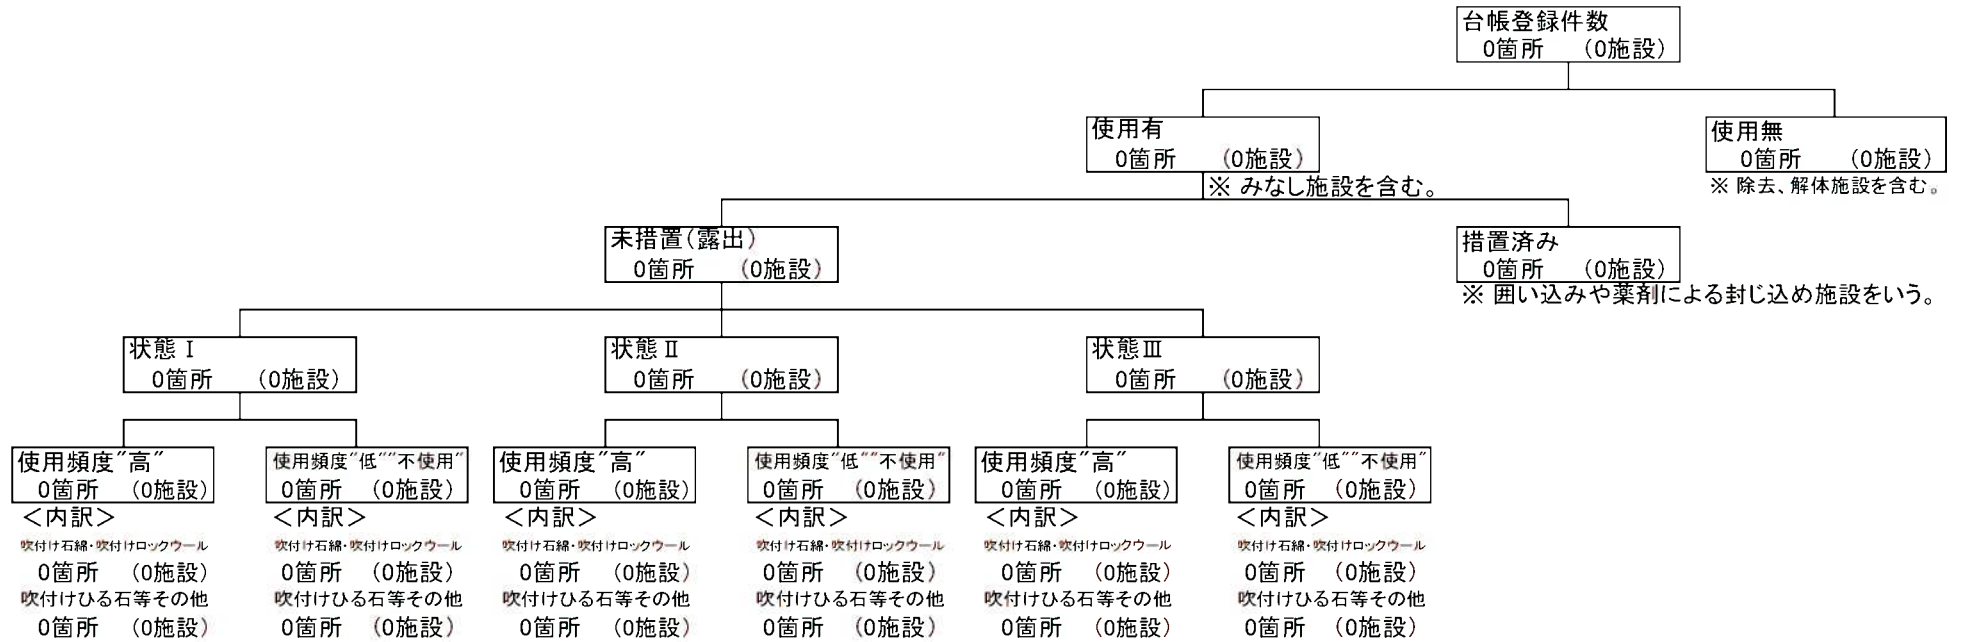 台帳登録件数
0箇所 (0施設)
使用有
0箇所 (0施設)
※ みなし施設を含む。
使用無
0箇所 (0施設)
※ 除去、解体施設を含む。
未措置(露出)
0箇所 (0施設)
措置済み
0箇所 (0施設)
※ 囲い込みや薬剤による封じ込め施設をいう。
状態Ⅰ
0箇所 (0施設)
状態Ⅱ
0箇所 (0施設)
状態Ⅲ
0箇所 (0施設)
使用頻度"高"
0箇所 (0施設)
<内訳>
吹付け石綿・吹付けロックウール
0箇所 (0施設)
吹付けひる石等その他
0箇所 (0施設)
使用頻度"低""不使用"
0箇所 (0施設)
<内訳>
吹付け石綿・吹付けロックウール
0箇所 (0施設)
吹付けひる石等その他
0箇所 (0施設)
使用頻度"高"
0箇所 (0施設)
<内訳>
吹付け石綿・吹付けロックウール
0箇所 (0施設)
吹付けひる石等その他
0箇所 (0施設)
使用頻度"低""不使用"
0箇所 (0施設)
<内訳>
吹付け石綿・吹付けロックウール
0箇所 (0施設)
吹付けひる石等その他
0箇所 (0施設)
使用頻度"高"
0箇所 (0施設)
<内訳>
吹付け石綿・吹付けロックウール
0箇所 (0施設)
吹付けひる石等その他
0箇所 (0施設)
使用頻度"低""不使用"
0箇所 (0施設)
<内訳>
吹付け石綿・吹付けロックウール
0箇所 (0施設)
吹付けひる石等その他
0箇所 (0施設)